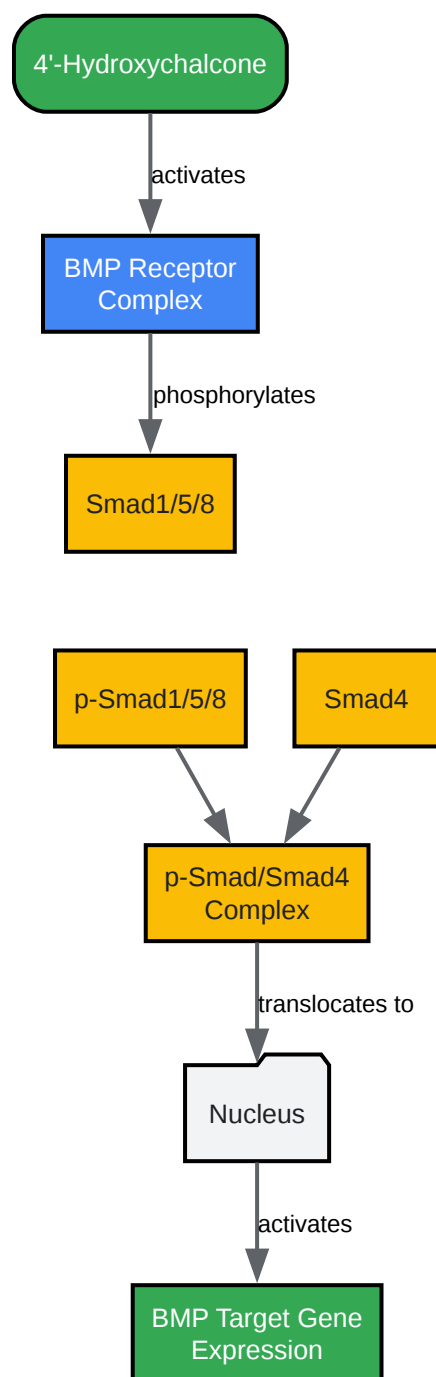 4'-Hydroxychalcone
activates
BMP Receptor
Complex
phosphorylates
Smad1/5/8
p-Smad1/5/8
Smad4
p-Smad/Smad4
Complex
translocates to
Nucleus
activates
BMP Target Gene
Expression